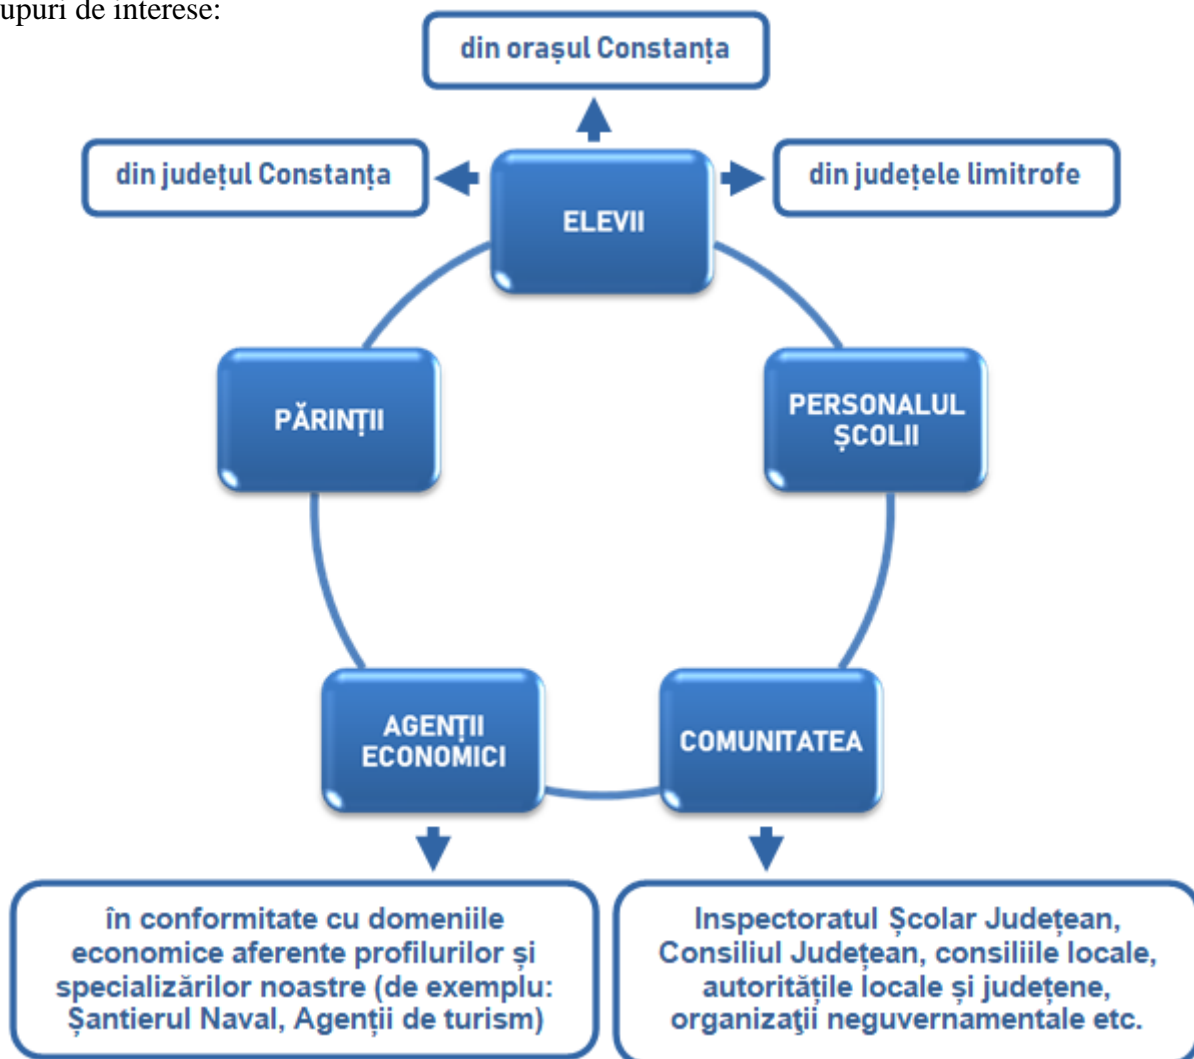 upuri de interese:
din orașul Constanța
din județul Constanța
din județele limitrofe
ELEVII
PĂRINȚII
PERSONALUL
ȘCOLII
AGENȚII
ECONOMICI
COMUNITATEA
în conformitate cu domeniile
economice aferente profilurilor și
specializărilor noastre (de exemplu:
Șantierul Naval, Agenții de turism)
Inspectoratul Școlar Județean,
Consiliul Județean, consiliile locale,
autoritățile locale și județene,
organizaţii neguvernamentale etc.